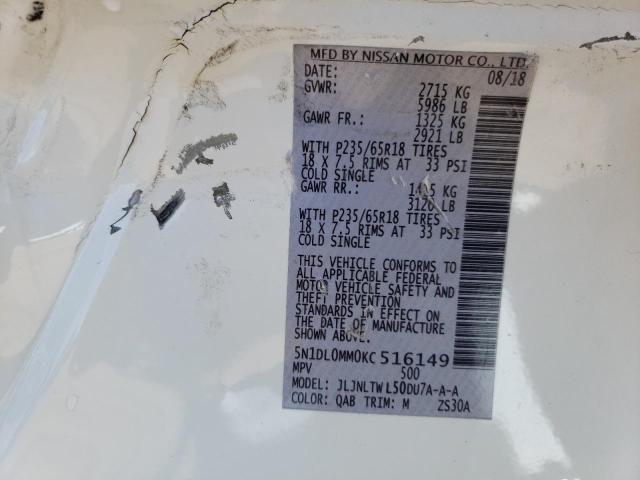 MFD BY NISSAN MOTOR CO., LTD.
DATE: 08/18
GVWR: 2715 KG
5986 LB
GAWR FR.: 1325 KG
2921 LB
WITH P235/65R18 TIRES
18 X 7.5 RIMS AT 33 PSI
COLD SINGLE
GAWR RR.: KG
3120 LB
WITH P235/65R18 TIRES
18 X 7.5 RIMS AT 33 PSI
COLD SINGLE
THIS VEHICLE CONFORMS TO
ALL APPLICABLE FEDERAL
MOTOR VEHICLE SAFETY AND
THEFT PREVENTION
STANDARDS IN EFFECT ON
THE DATE OF MANUFACTURE
SHOWN ABOVE.
5N1DL0MM0KC516149
MPV 500
MODEL: JLJNLTWL50DU7A-A-A
COLOR: QAB TRIM: M ZS30A